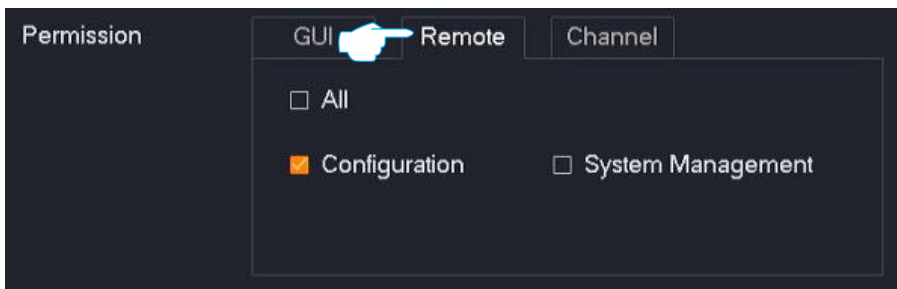 Permission GUI Remote Channel
All
Configuration System Management